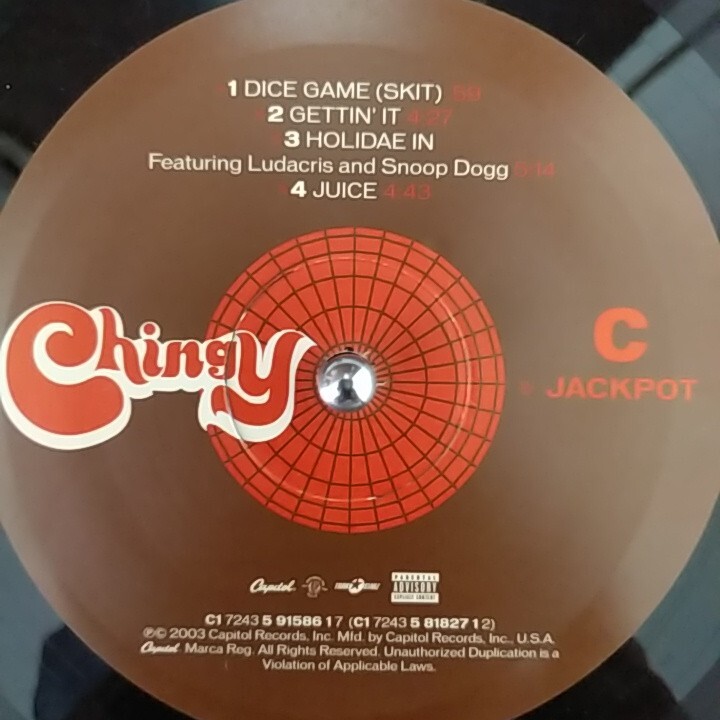 1 DICE GAME (SKIT) :59
2 GETTIN' IT 4:27
3 HOLIDAE IN
Featuring Ludacris and Snoop Dogg 5:14
4 JUICE 4:43
Chingy
C
JACKPOT
Capitol
PARENTAL
ADVISORY
EXPLICIT CONTENT
C1 7243 5 91586 1 7 (C1 7243 5 81827 1 2)
℗© 2003 Capitol Records, Inc. Mfd. by Capitol Records, Inc., U.S.A.
Capitol Marca Reg. All Rights Reserved. Unauthorized Duplication is a
Violation of Applicable Laws.